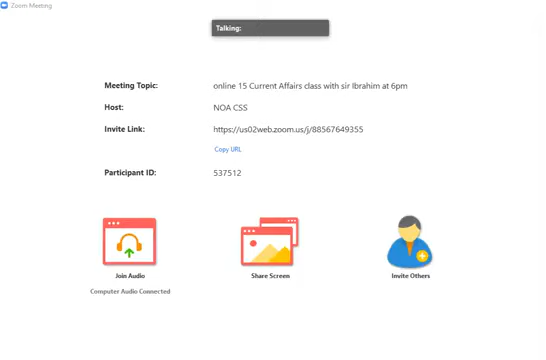 Zoom Meeting
Talking:
Meeting Topic: online 15 Current Affairs class with sir Ibrahim at 6pm
Host: NOA CSS
Invite Link: https://us02web.zoom.us/j/88567649355
Copy URL
Participant ID: 537512
Join Audio Share Screen Invite Others
Computer Audio Connected